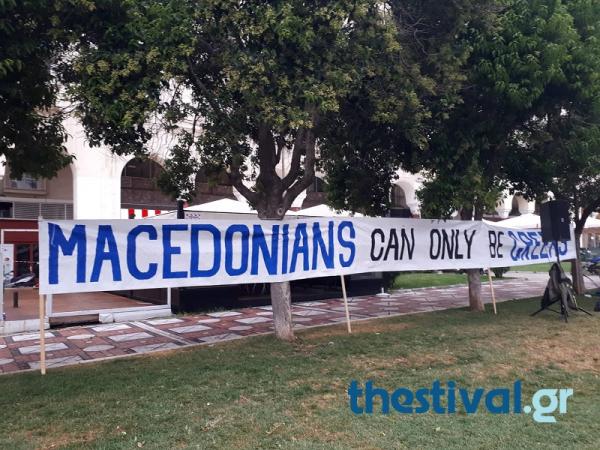 MACEDONIANS CAN ONLY BE GREEKS
thestival.gr